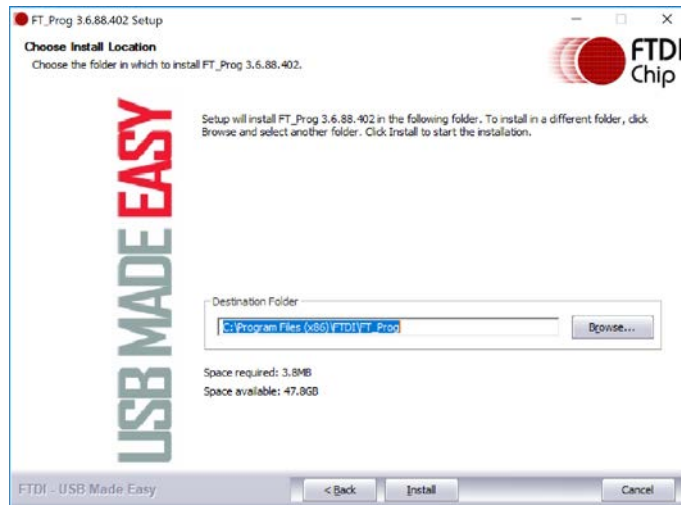 FT_Prog 3.6.88.402 Setup
Choose Install Location
Choose the folder in which to install FT_Prog 3.6.88.402.
FTDI
Chip
USB MADE EASY
Setup will install FT_Prog 3.6.88.402 in the following folder. To install in a different folder, click
Browse and select another folder. Click Install to start the installation.
Destination Folder
C:\Program Files (x86)\FTDI\FT_Prog
Browse...
Space required: 3.8MB
Space available: 47.8GB
FTDI - USB Made Easy
< Back
Install
Cancel